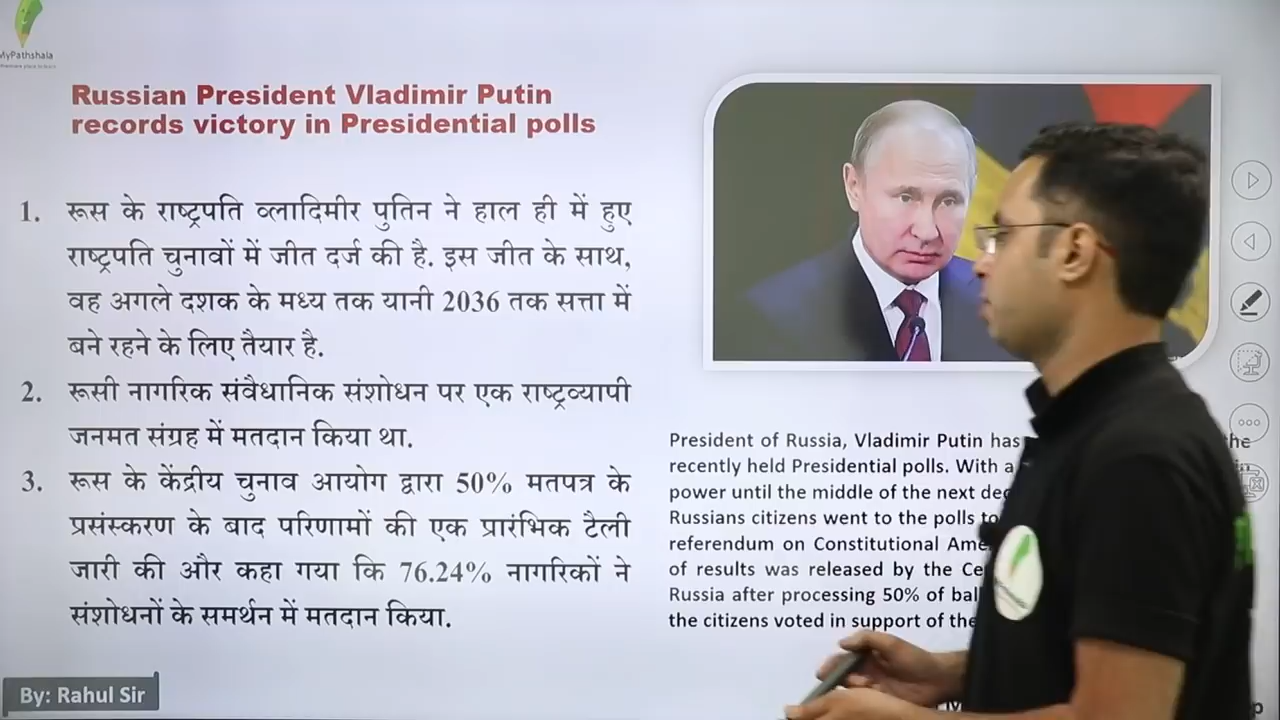 MyPathshala
Russian President Vladimir Putin
records victory in Presidential polls
1. रूस के राष्ट्रपति व्लादिमीर पुतिन ने हाल ही में हुए
राष्ट्रपति चुनावों में जीत दर्ज की है. इस जीत के साथ,
वह अगले दशक के मध्य तक यानी 2036 तक सत्ता में
बने रहने के लिए तैयार है.
2. रूसी नागरिक संवैधानिक संशोधन पर एक राष्ट्रव्यापी
जनमत संग्रह में मतदान किया था.
3. रूस के केंद्रीय चुनाव आयोग द्वारा 50% मतपत्र के
प्रसंस्करण के बाद परिणामों की एक प्रारंभिक टैली
जारी की और कहा गया कि 76.24% नागरिकों ने
संशोधनों के समर्थन में मतदान किया.
President of Russia, Vladimir Putin has the
recently held Presidential polls. With a in
power until the middle of the next
Russians citizens went to the polls to
referendum on Constitutional
of results was released by the
Russia after processing 50% of
the citizens voted in support of the
By: Rahul Sir